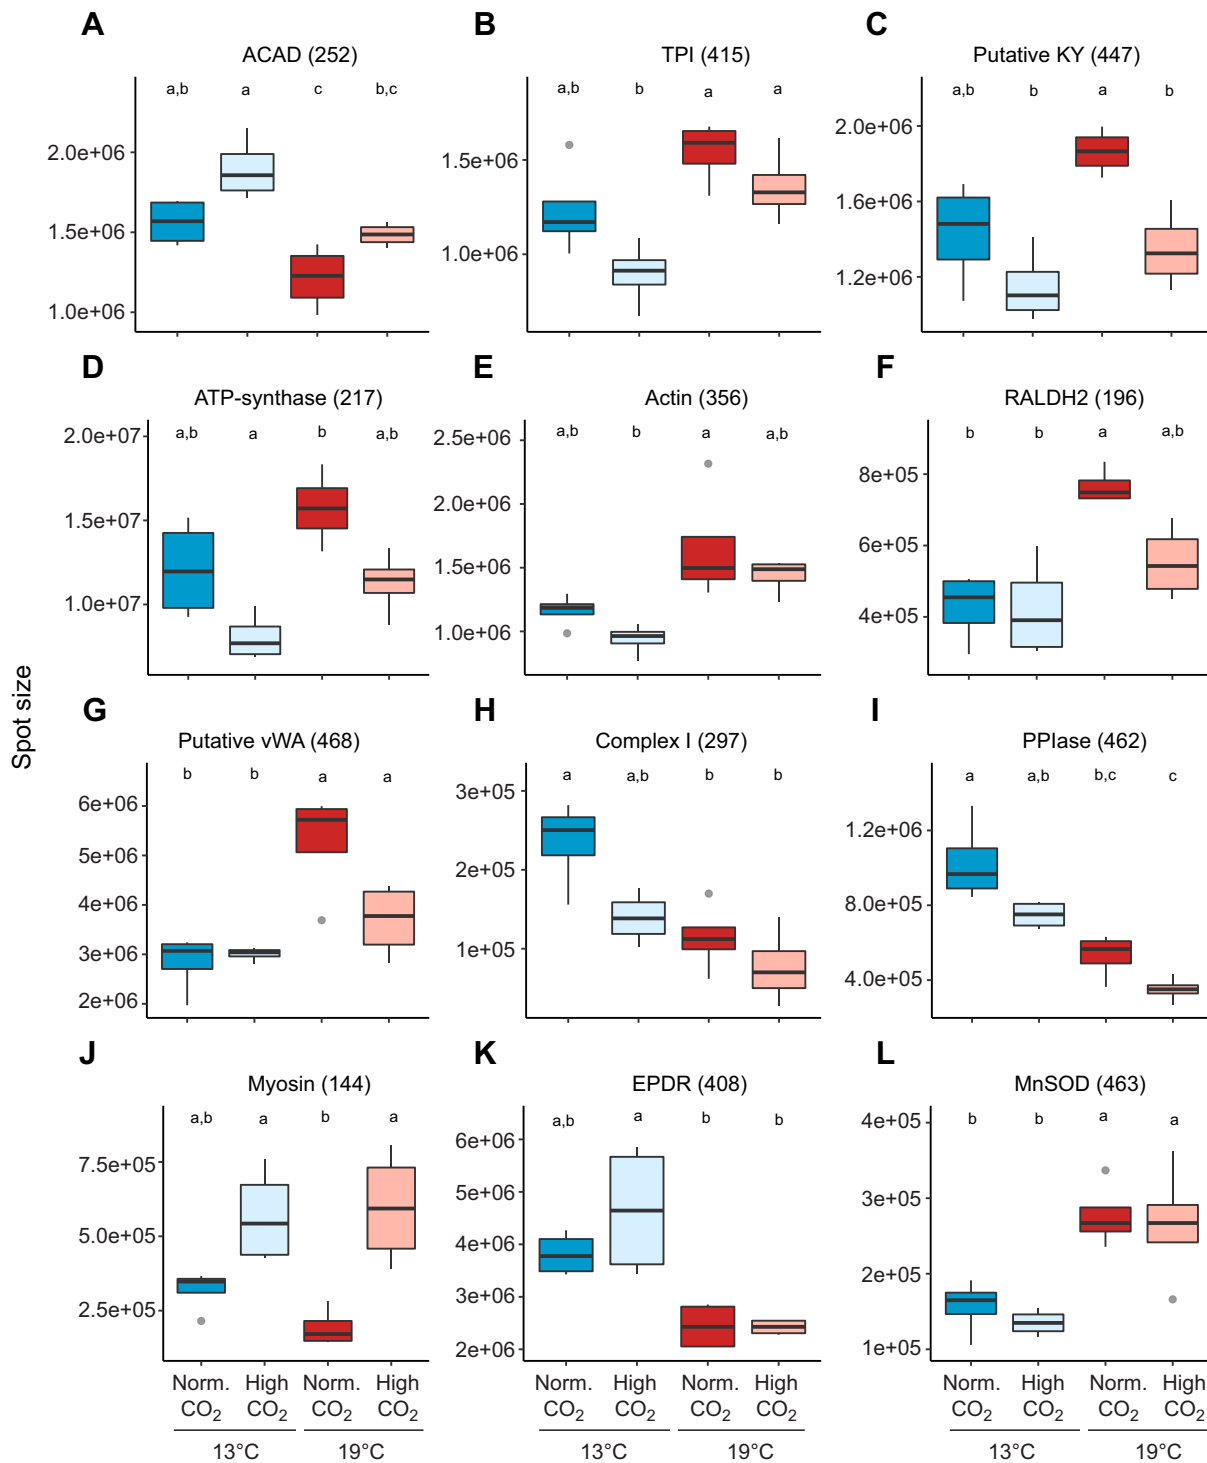 A
ACAD (252)
a,b a c b,c
2.0e+06
1.5e+06
1.0e+06
B
TPI (415)
a,b b a a
1.5e+06
1.0e+06
C
Putative KY (447)
a,b b a b
2.0e+06
1.6e+06
1.2e+06
D
ATP-synthase (217)
a,b a b a,b
2.0e+07
1.5e+07
1.0e+07
E
Actin (356)
a,b b a a,b
2.5e+06
2.0e+06
1.5e+06
1.0e+06
F
RALDH2 (196)
b b a a,b
8e+05
6e+05
4e+05
Spot size
G
Putative vWA (468)
b b a a
6e+06
5e+06
4e+06
3e+06
2e+06
H
Complex I (297)
a a,b b b
3e+05
2e+05
1e+05
I
PPIase (462)
a a,b b,c c
1.2e+06
8.0e+05
4.0e+05
J
Myosin (144)
a,b a b a
7.5e+05
5.0e+05
2.5e+05
K
EPDR (408)
a,b a b b
6e+06
5e+06
4e+06
3e+06
2e+06
L
MnSOD (463)
b b a a
4e+05
3e+05
2e+05
1e+05
Norm. High Norm. High
CO₂ CO₂ CO₂ CO₂
13°C 19°C
Norm. High Norm. High
CO₂ CO₂ CO₂ CO₂
13°C 19°C
Norm. High Norm. High
CO₂ CO₂ CO₂ CO₂
13°C 19°C